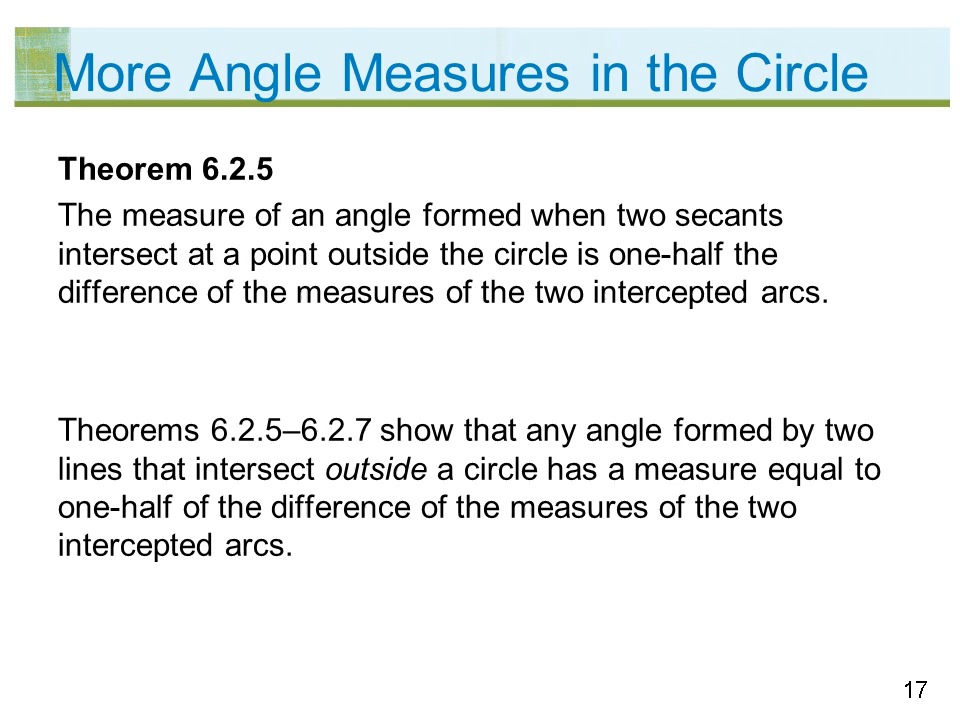 More Angle Measures in the Circle
Theorem 6.2.5
The measure of an angle formed when two secants
intersect at a point outside the circle is one-half the
difference of the measures of the two intercepted arcs.
Theorems 6.2.5–6.2.7 show that any angle formed by two
lines that intersect outside a circle has a measure equal to
one-half of the difference of the measures of the two
intercepted arcs.
17